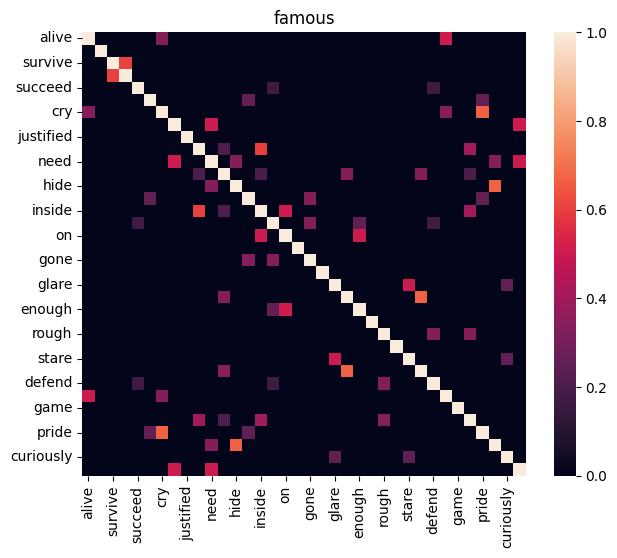 famous
alive
survive
succeed
cry
justified
need
hide
inside
on
gone
glare
enough
rough
stare
defend
game
pride
curiously
alive
survive
succeed
cry
justified
need
hide
inside
on
gone
glare
enough
rough
stare
defend
game
pride
curiously
1.0
0.8
0.6
0.4
0.2
0.0